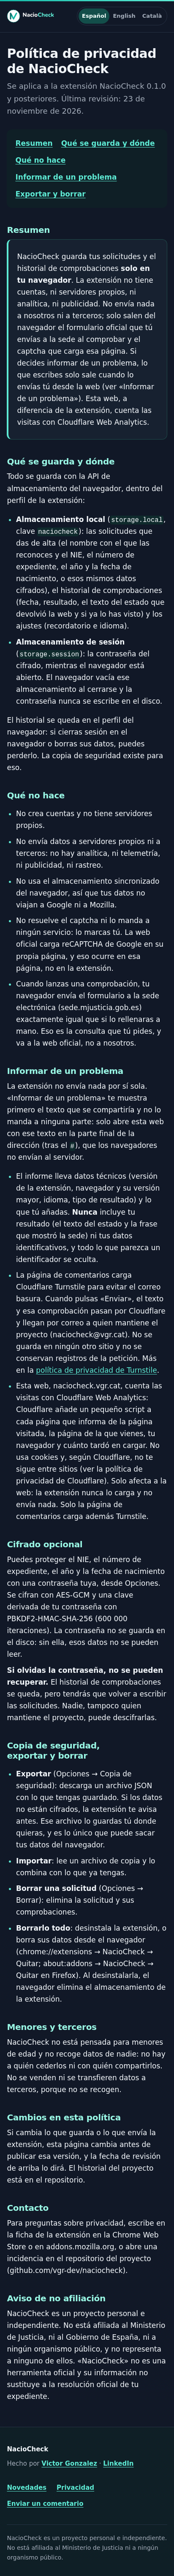 NacioCheck
Español English Català
Política de privacidad
de NacioCheck
Se aplica a la extensión NacioCheck 0.1.0
y posteriores. Última revisión: 23 de
noviembre de 2026.
Resumen Qué se guarda y dónde
Qué no hace
Informar de un problema
Exportar y borrar
Resumen
NacioCheck guarda tus solicitudes y el
historial de comprobaciones solo en
tu navegador. La extensión no tiene
cuentas, ni servidores propios, ni
analítica, ni publicidad. No envía nada
a nosotros ni a terceros; solo salen del
navegador el formulario oficial que tú
envías a la sede al comprobar y el
captcha que carga esa página. Si
decides informar de un problema, lo
que escribes solo sale cuando lo
envías tú desde la web (ver «Informar
de un problema»). Esta web, a
diferencia de la extensión, cuenta las
visitas con Cloudflare Web Analytics.
Qué se guarda y dónde
Todo se guarda con la API de
almacenamiento del navegador, dentro del
perfil de la extensión:
• Almacenamiento local (storage.local,
clave naciocheck): las solicitudes que
das de alta (el nombre con el que las
reconoces y el NIE, el número de
expediente, el año y la fecha de
nacimiento, o esos mismos datos
cifrados), el historial de comprobaciones
(fecha, resultado, el texto del estado que
devolvió la web y si ya lo has visto) y los
ajustes (recordatorio e idioma).
• Almacenamiento de sesión
(storage.session): la contraseña del
cifrado, mientras el navegador está
abierto. El navegador vacía ese
almacenamiento al cerrarse y la
contraseña nunca se escribe en el disco.
El historial se queda en el perfil del
navegador: si cierras sesión en el
navegador o borras sus datos, puedes
perderlo. La copia de seguridad existe para
eso.
Qué no hace
• No crea cuentas y no tiene servidores
propios.
• No envía datos a servidores propios ni a
terceros: no hay analítica, ni telemetría,
ni publicidad, ni rastreo.
• No usa el almacenamiento sincronizado
del navegador, así que tus datos no
viajan a Google ni a Mozilla.
• No resuelve el captcha ni lo manda a
ningún servicio: lo marcas tú. La web
oficial carga reCAPTCHA de Google en su
propia página, y eso ocurre en esa
página, no en la extensión.
• Cuando lanzas una comprobación, tu
navegador envía el formulario a la sede
electrónica (sede.mjusticia.gob.es)
exactamente igual que si lo rellenaras a
mano. Eso es la consulta que tú pides, y
va a la web oficial, no a nosotros.
Informar de un problema
La extensión no envía nada por sí sola.
«Informar de un problema» te muestra
primero el texto que se compartiría y no lo
manda a ninguna parte: solo abre esta web
con ese texto en la parte final de la
dirección (tras el #), que los navegadores
no envían al servidor.
• El informe lleva datos técnicos (versión
de la extensión, navegador y su versión
mayor, idioma, tipo de resultado) y lo
que tú añadas. Nunca incluye tu
resultado (el texto del estado y la frase
que mostró la sede) ni tus datos
identificativos, y todo lo que parezca un
identificador se oculta.
• La página de comentarios carga
Cloudflare Turnstile para evitar el correo
basura. Cuando pulsas «Enviar», el texto
y esa comprobación pasan por Cloudflare
y llegan por correo a quien mantiene el
proyecto (naciocheck@vgr.cat). No se
guarda en ningún otro sitio y no se
conservan registros de la petición. Más
en la política de privacidad de Turnstile.
• Esta web, naciocheck.vgr.cat, cuenta las
visitas con Cloudflare Web Analytics:
Cloudflare añade un pequeño script a
cada página que informa de la página
visitada, la página de la que vienes, tu
navegador y cuánto tardó en cargar. No
usa cookies y, según Cloudflare, no te
sigue entre sitios (ver la política de
privacidad de Cloudflare). Solo afecta a la
web: la extensión nunca lo carga y no
envía nada. Solo la página de
comentarios carga además Turnstile.
Cifrado opcional
Puedes proteger el NIE, el número de
expediente, el año y la fecha de nacimiento
con una contraseña tuya, desde Opciones.
Se cifran con AES-GCM y una clave
derivada de tu contraseña con
PBKDF2-HMAC-SHA-256 (600 000
iteraciones). La contraseña no se guarda en
el disco: sin ella, esos datos no se pueden
leer.
Si olvidas la contraseña, no se pueden
recuperar. El historial de comprobaciones
se queda, pero tendrás que volver a escribir
las solicitudes. Nadie, tampoco quien
mantiene el proyecto, puede descifrarlas.
Copia de seguridad,
exportar y borrar
• Exportar (Opciones → Copia de
seguridad): descarga un archivo JSON
con lo que tengas guardado. Si los datos
no están cifrados, la extensión te avisa
antes. Ese archivo lo guardas tú donde
quieras, y es lo único que puede sacar
tus datos del navegador.
• Importar: lee un archivo de copia y lo
combina con lo que ya tengas.
• Borrar una solicitud (Opciones →
Borrar): elimina la solicitud y sus
comprobaciones.
• Borrarlo todo: desinstala la extensión, o
borra sus datos desde el navegador
(chrome://extensions → NacioCheck →
Quitar; about:addons → NacioCheck →
Quitar en Firefox). Al desinstalarla, el
navegador elimina el almacenamiento de
la extensión.
Menores y terceros
NacioCheck no está pensada para menores
de edad y no recoge datos de nadie: no hay
a quién cederlos ni con quién compartirlos.
No se venden ni se transfieren datos a
terceros, porque no se recogen.
Cambios en esta política
Si cambia lo que guarda o lo que envía la
extensión, esta página cambia antes de
publicar esa versión, y la fecha de revisión
de arriba lo dirá. El historial del proyecto
está en el repositorio.
Contacto
Para preguntas sobre privacidad, escribe en
la ficha de la extensión en la Chrome Web
Store o en addons.mozilla.org, o abre una
incidencia en el repositorio del proyecto
(github.com/vgr-dev/naciocheck).
Aviso de no afiliación
NacioCheck es un proyecto personal e
independiente. No está afiliada al Ministerio de
Justicia, ni al Gobierno de España, ni a
ningún organismo público, y no representa
a ninguno de ellos. «NacioCheck» no es una
herramienta oficial y su información no
sustituye a la resolución oficial de tu
expediente.
NacioCheck
Hecho por Víctor Gonzalez · LinkedIn
Novedades Privacidad
Enviar un comentario
NacioCheck es un proyecto personal e independiente.
No está afiliada al Ministerio de Justicia ni a ningún
organismo público.